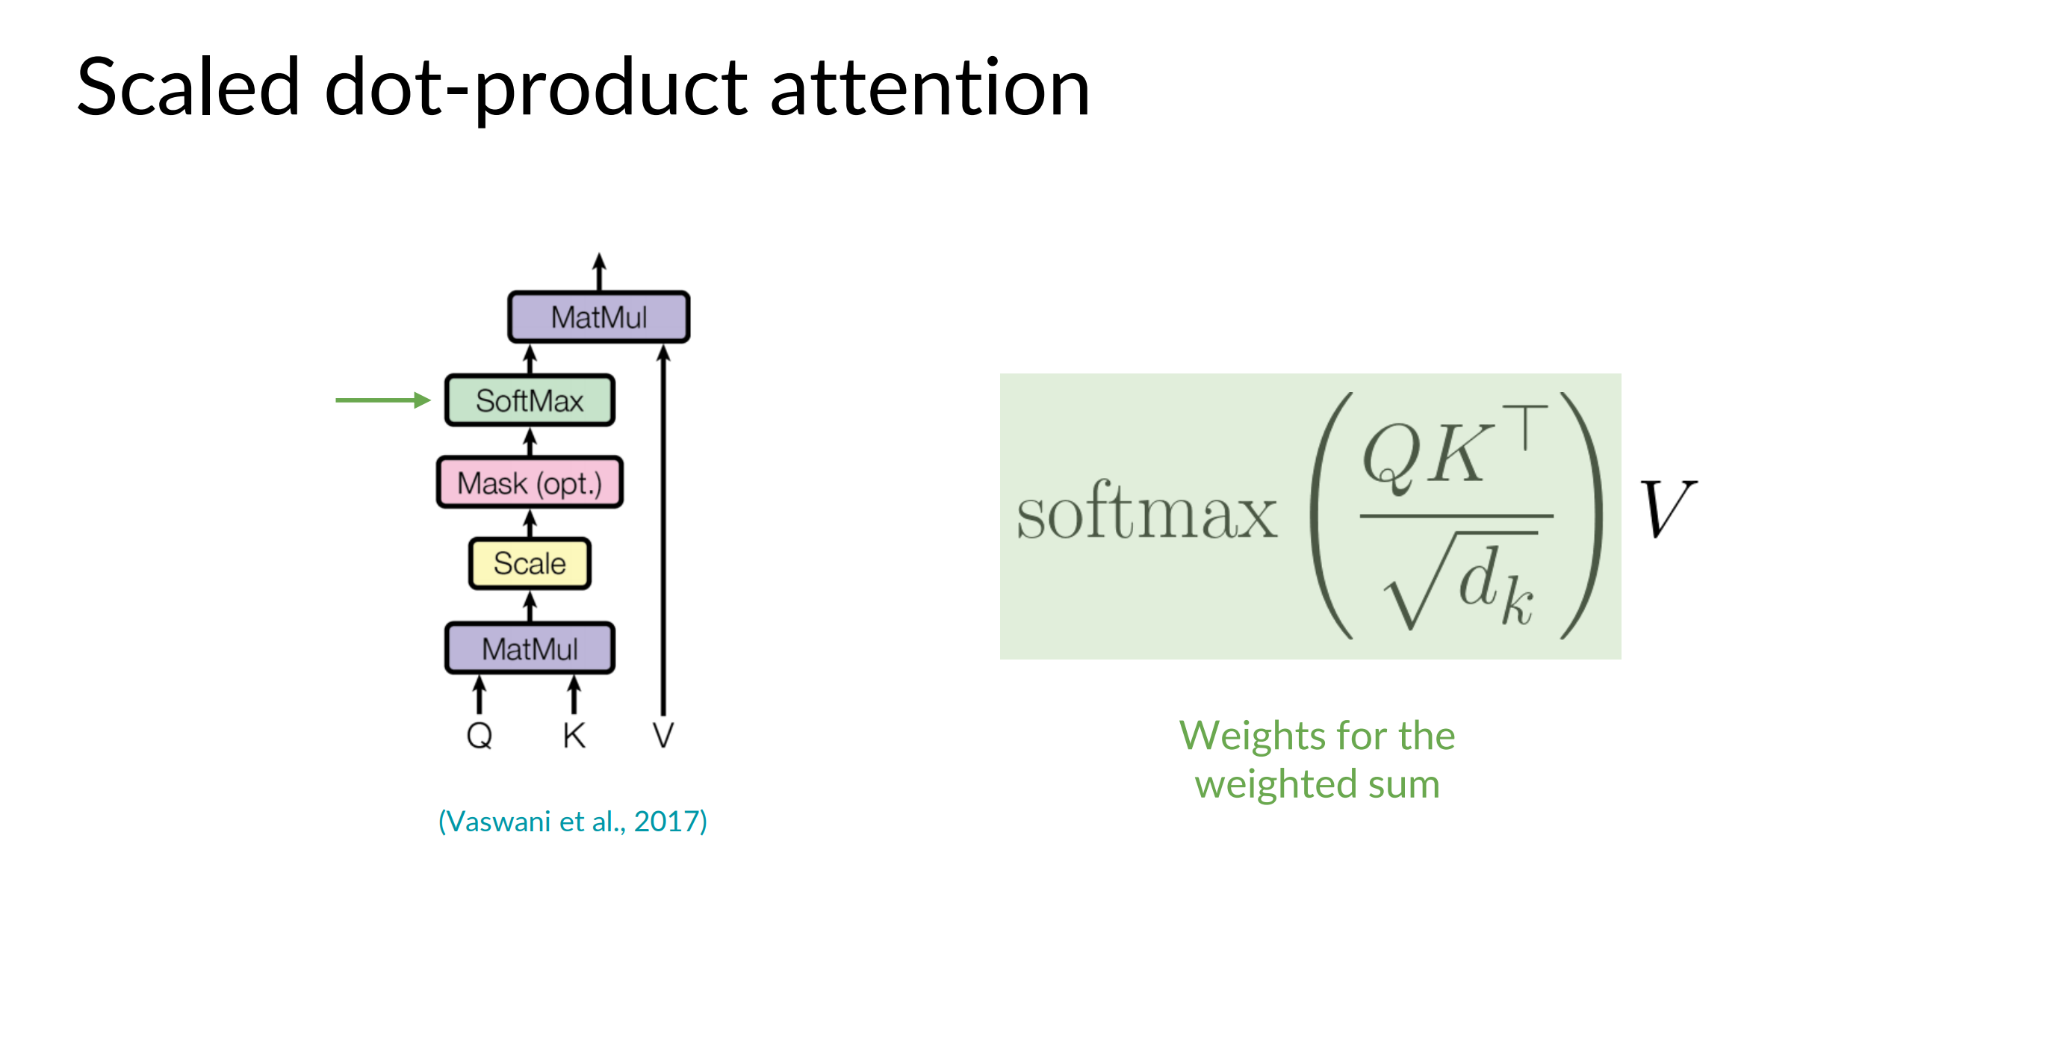 Scaled dot-product attention
MatMul
SoftMax
Mask (opt.)
Scale
MatMul
Q K V
(Vaswani et al., 2017)
softmax(QK^⊤/√d_k)V
Weights for the
weighted sum